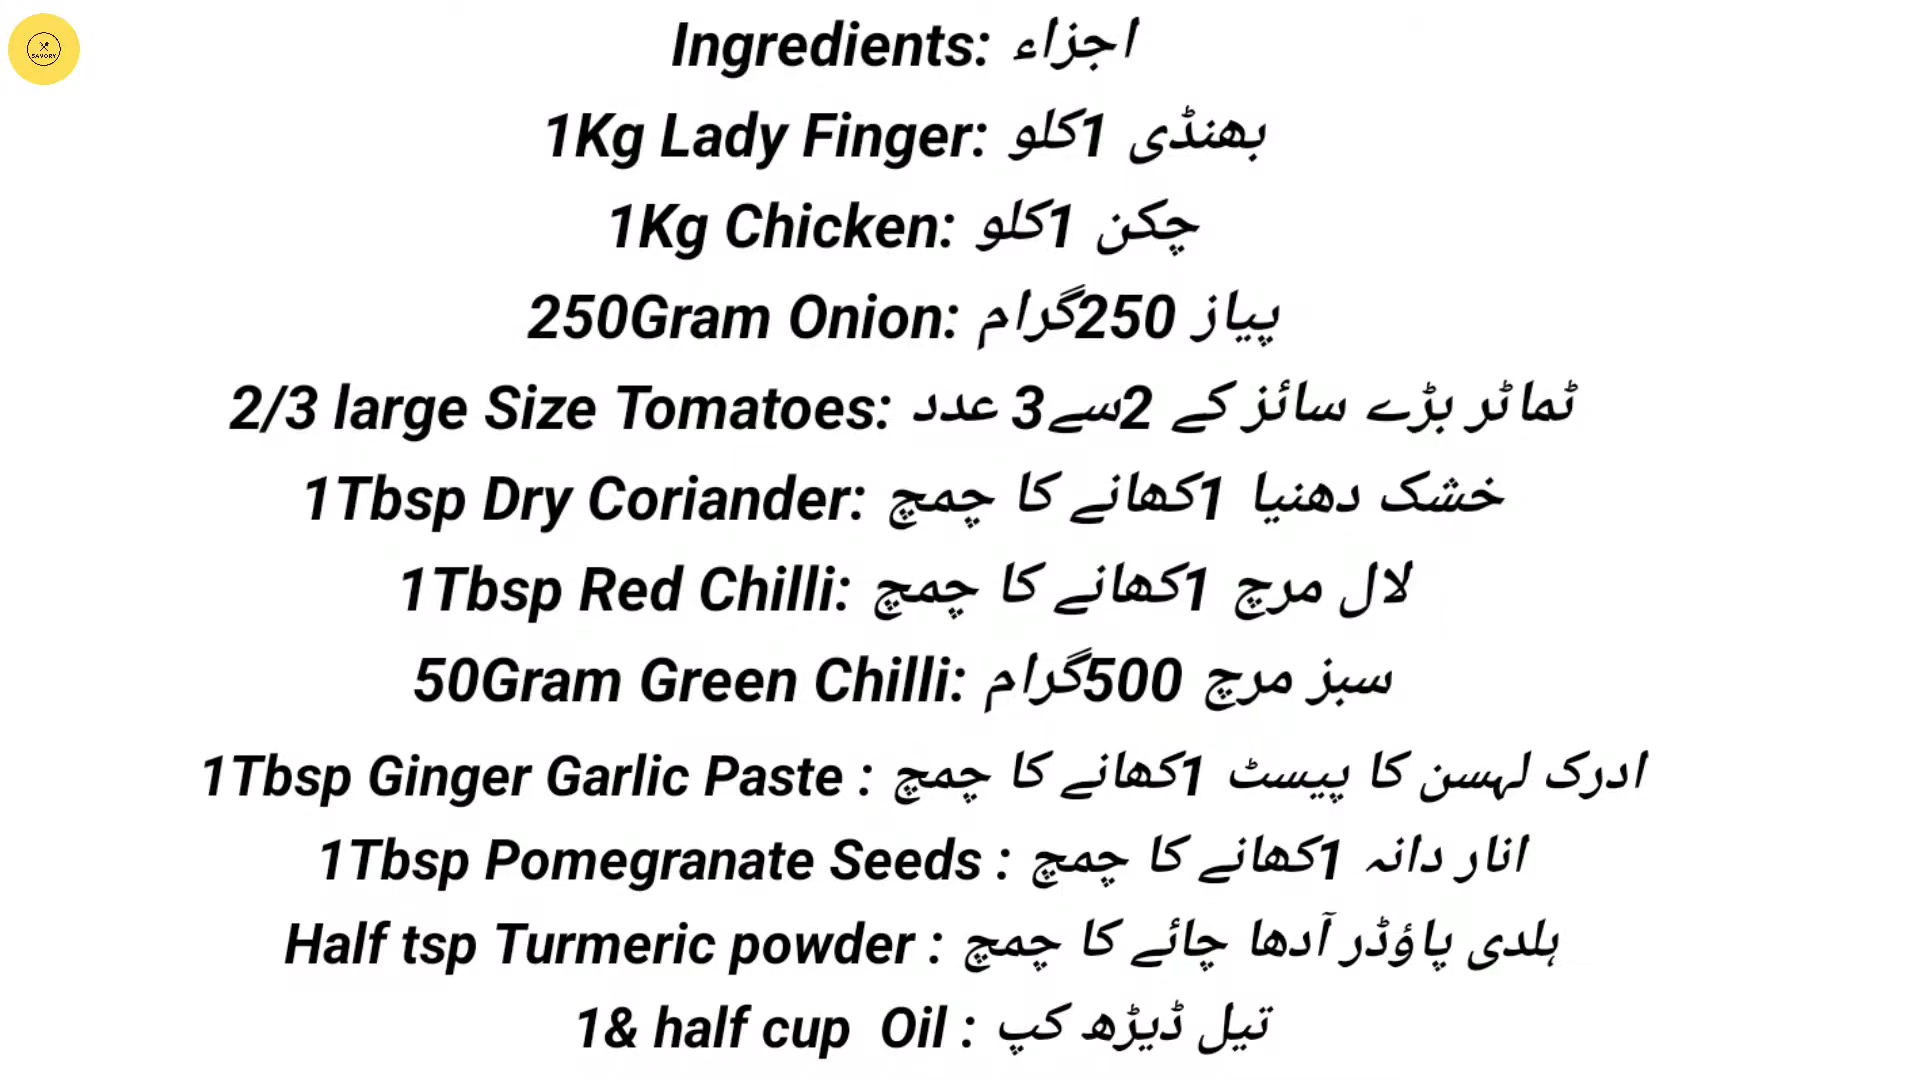 SAVORY
Ingredients: اجزاء
1Kg Lady Finger: بھنڈی 1کلو
1Kg Chicken: چکن 1کلو
250Gram Onion: پیاز 250گرام
2/3 large Size Tomatoes: ٹماٹر بڑے سائز کے 2سے3 عدد
1Tbsp Dry Coriander: خشک دھنیا 1کھانے کا چمچ
1Tbsp Red Chilli: لال مرچ 1کھانے کا چمچ
50Gram Green Chilli: سبز مرچ 500گرام
1Tbsp Ginger Garlic Paste : ادرک لہسن کا پیسٹ 1کھانے کا چمچ
1Tbsp Pomegranate Seeds : انار دانہ 1کھانے کا چمچ
Half tsp Turmeric powder : ہلدی پاؤڈر آدھا چائے کا چمچ
1& half cup Oil : تیل ڈیڑھ کپ